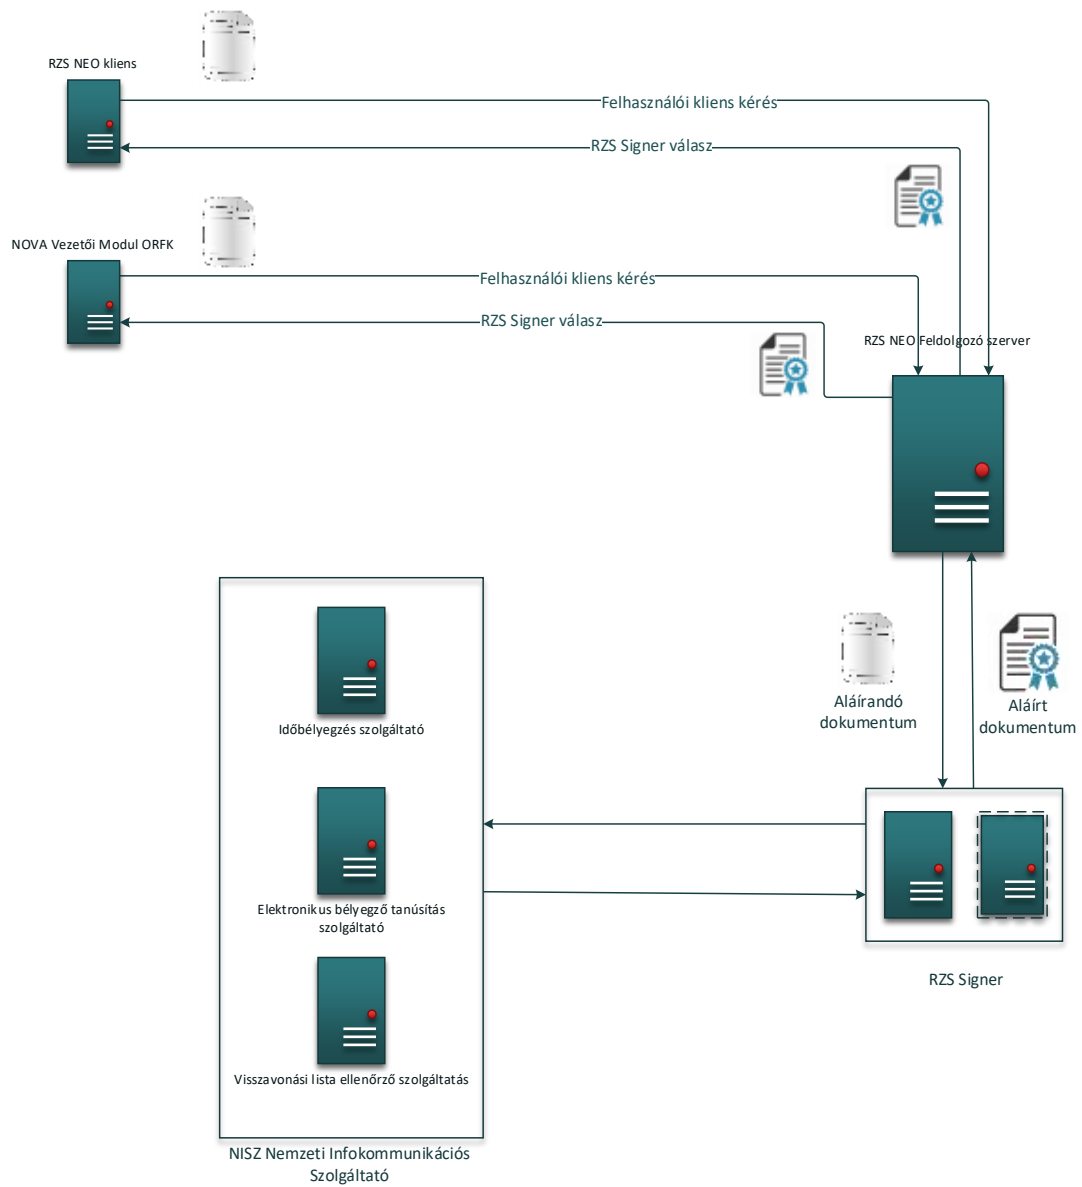 RZS NEO kliens
Felhasználói kliens kérés
RZS Signer válasz
NOVA Vezetői Modul ORFK
Felhasználói kliens kérés
RZS Signer válasz
RZS NEO Feldolgozó szerver
Aláírandó
dokumentum
Aláírt
dokumentum
Időbélyegzés szolgáltató
Elektronikus bélyegző tanúsítás
szolgáltató
RZS Signer
Visszavonási lista ellenőrző szolgáltatás
NISZ Nemzeti Infokommunikációs
Szolgáltató